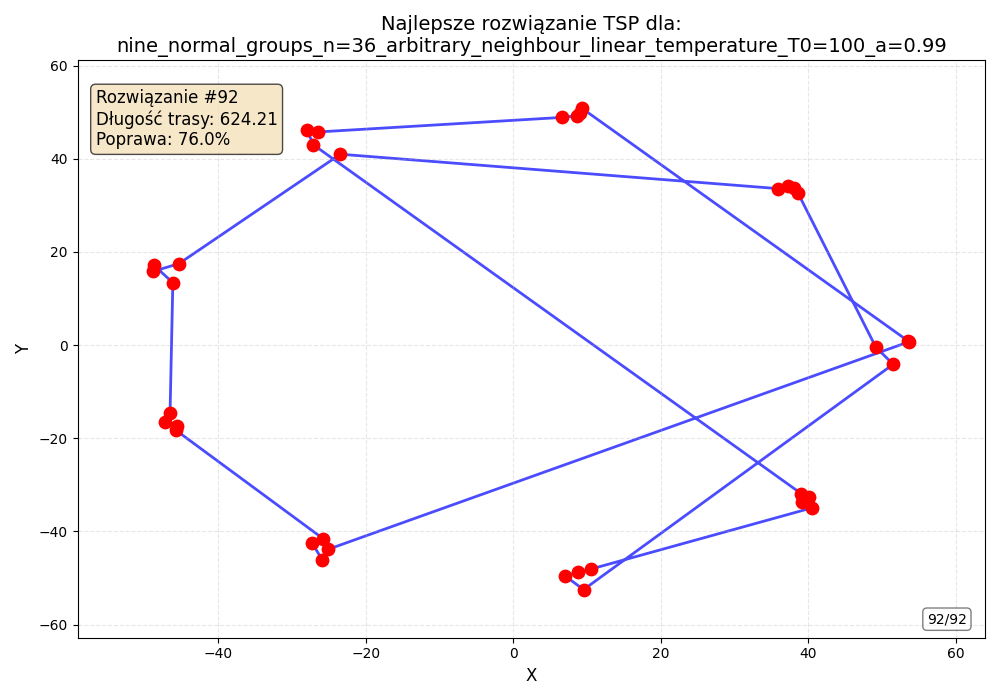 Najlepsze rozwiązanie TSP dla:
nine_normal_groups_n=36_arbitrary_neighbour_linear_temperature_T0=100_a=0.99
Rozwiązanie #92
Długość trasy: 624.21
Poprawa: 76.0%
60
40
20
0
−20
−40
−60
Y
92/92
−40
−20
0
20
40
60
X